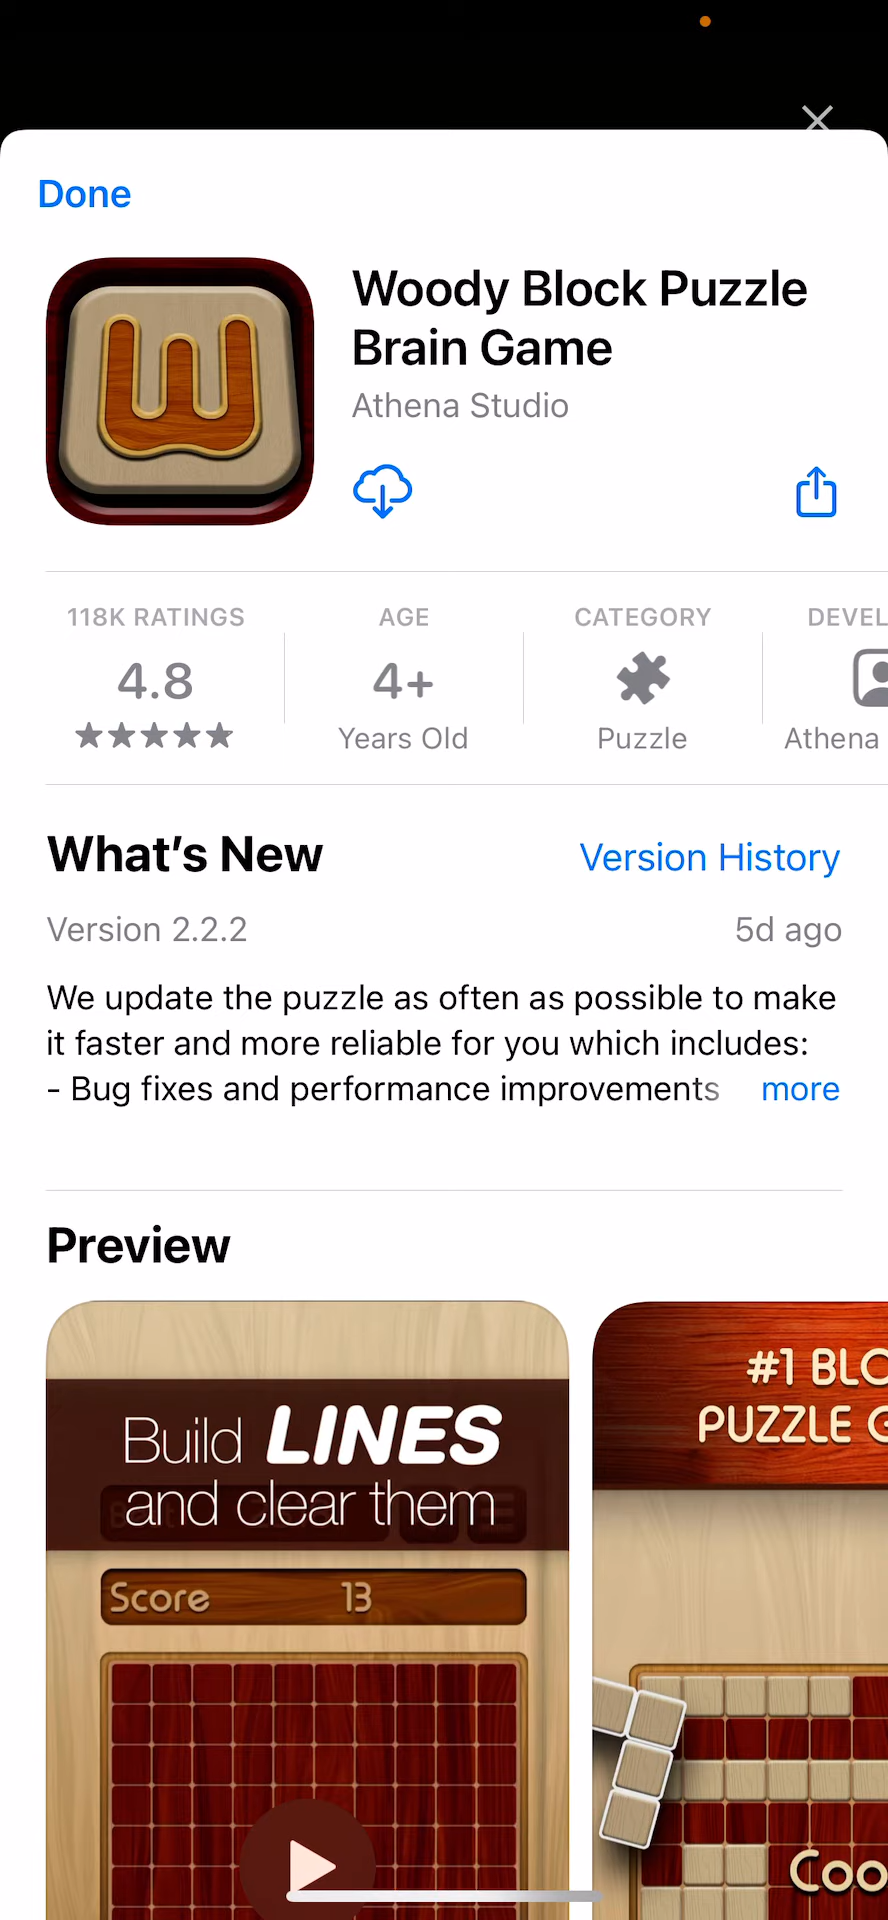 Done
Woody Block Puzzle
Brain Game
Athena Studio
118K RATINGS
4.8
AGE
4+
Years Old
CATEGORY
Puzzle
DEVEL
Athena
What's New
Version History
Version 2.2.2
5d ago
We update the puzzle as often as possible to make
it faster and more reliable for you which includes:
- Bug fixes and performance improvements
more
Preview
Build LINES
and clear them
Score 13
#1 BLO
PUZZLE G
Coo